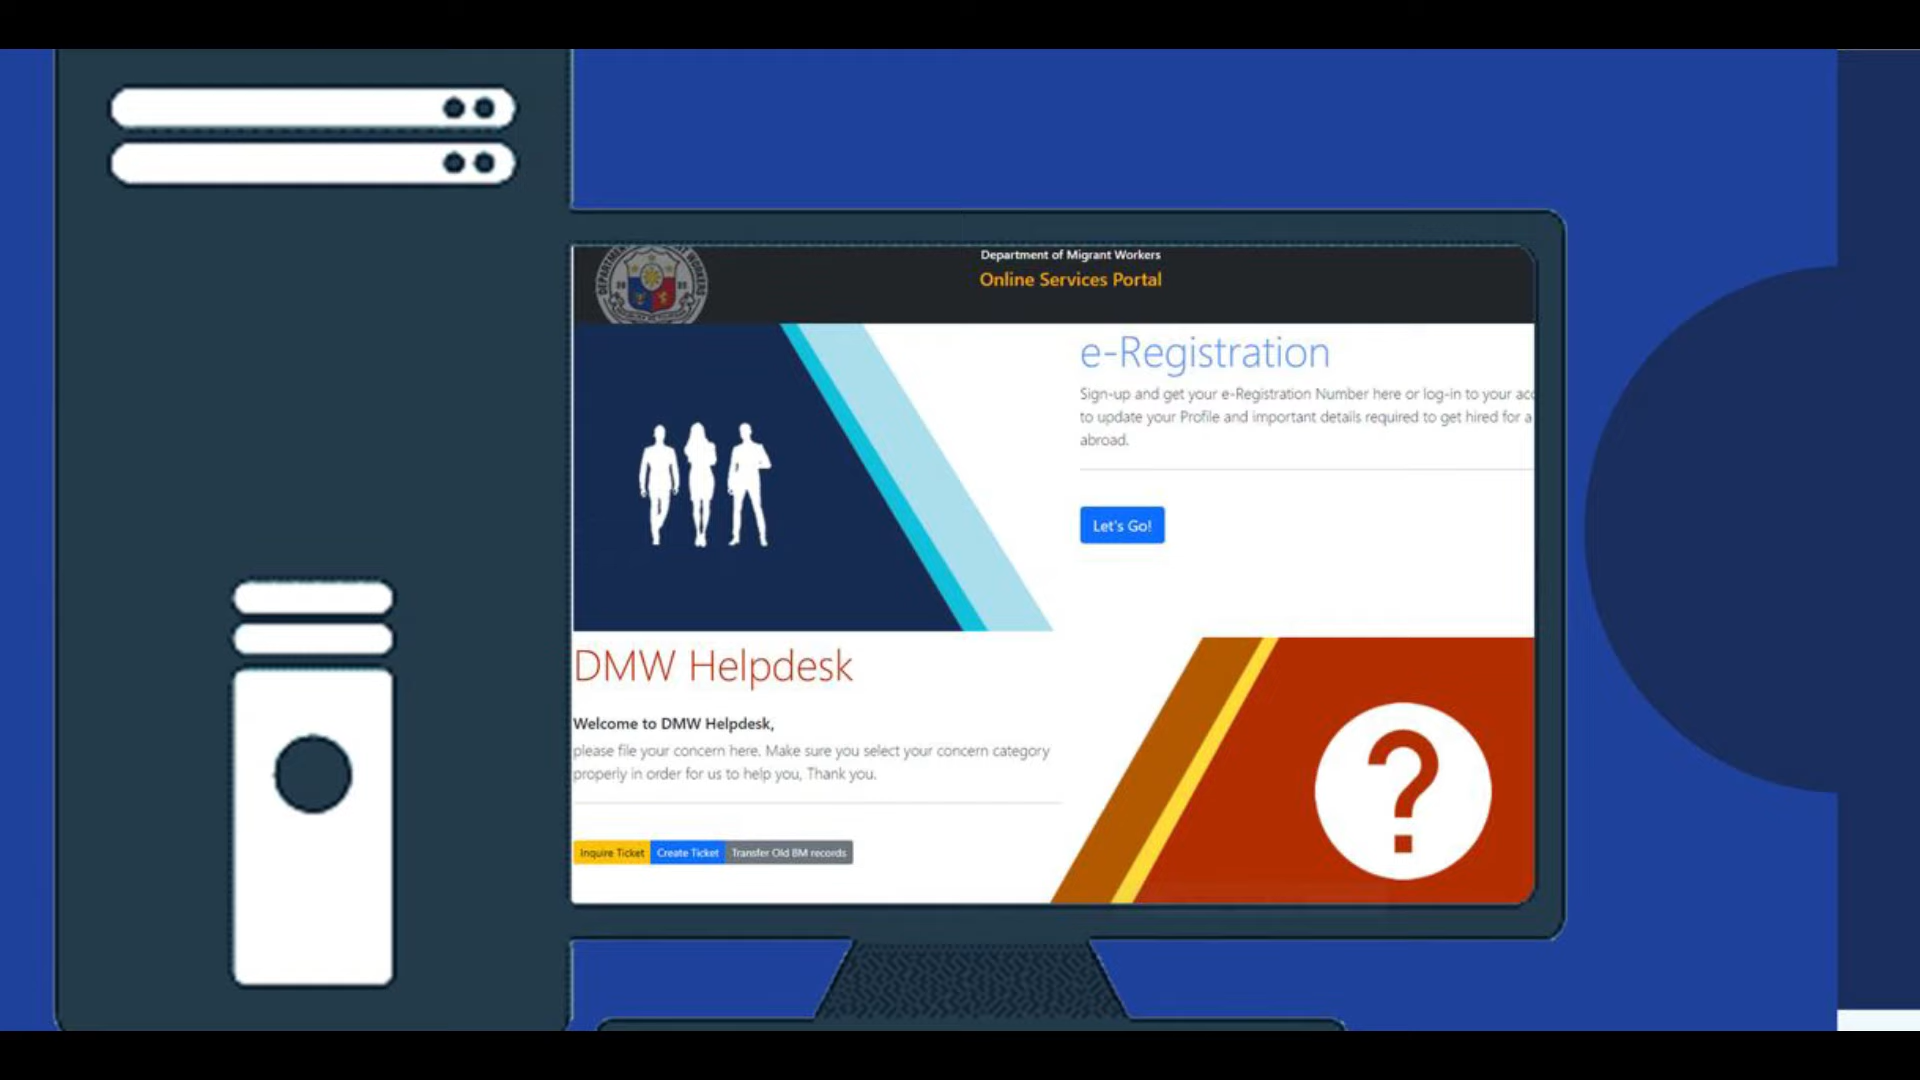 Department of Migrant Workers
Online Services Portal
e-Registration
Sign-up and get your e-Registration Number here or log-in to your acc
to update your Profile and important details required to get hired for a
abroad.
Let's Go!
DMW Helpdesk
Welcome to DMW Helpdesk,
please file your concern here. Make sure you select your concern category
properly in order for us to help you, Thank you.
Inquire Ticket Create Ticket Transfer Old BM records